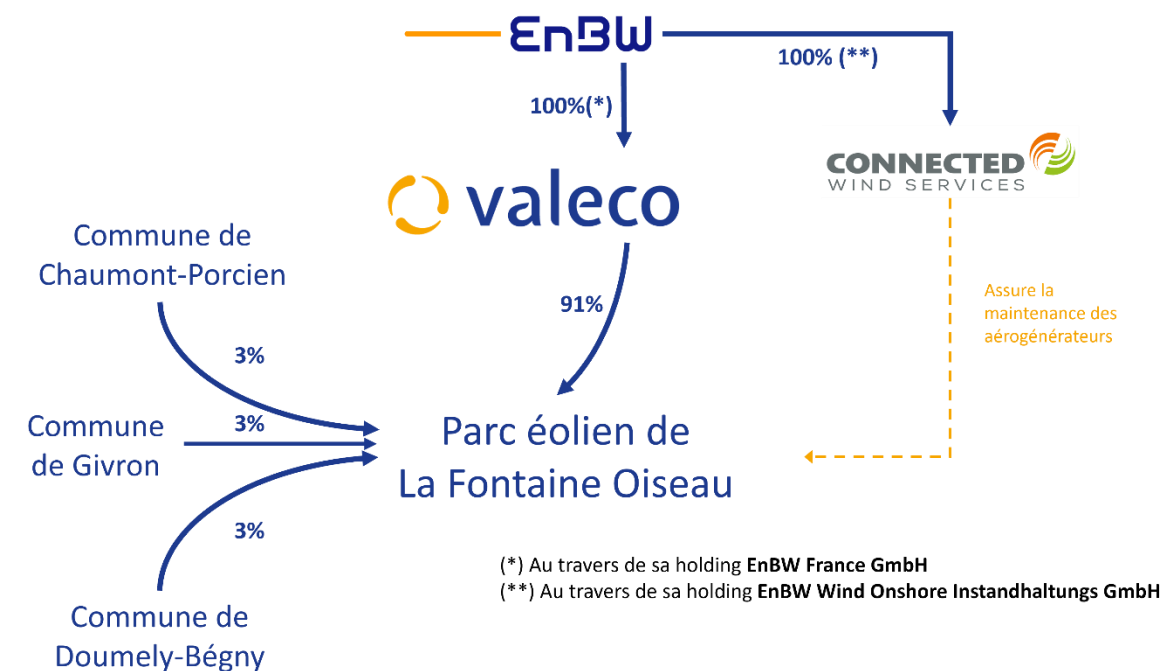 EnBW
100% (**)
100%(*)
CONNECTED
WIND SERVICES
valeco
Commune de
Chaumont-Porcien
91%
Assure la
maintenance des
aérogénérateurs
3%
Commune
de Givron
3%
Parc éolien de
La Fontaine Oiseau
3%
(*) Au travers de sa holding EnBW France GmbH
(**) Au travers de sa holding EnBW Wind Onshore Instandhaltungs GmbH
Commune de
Doumely-Bégny